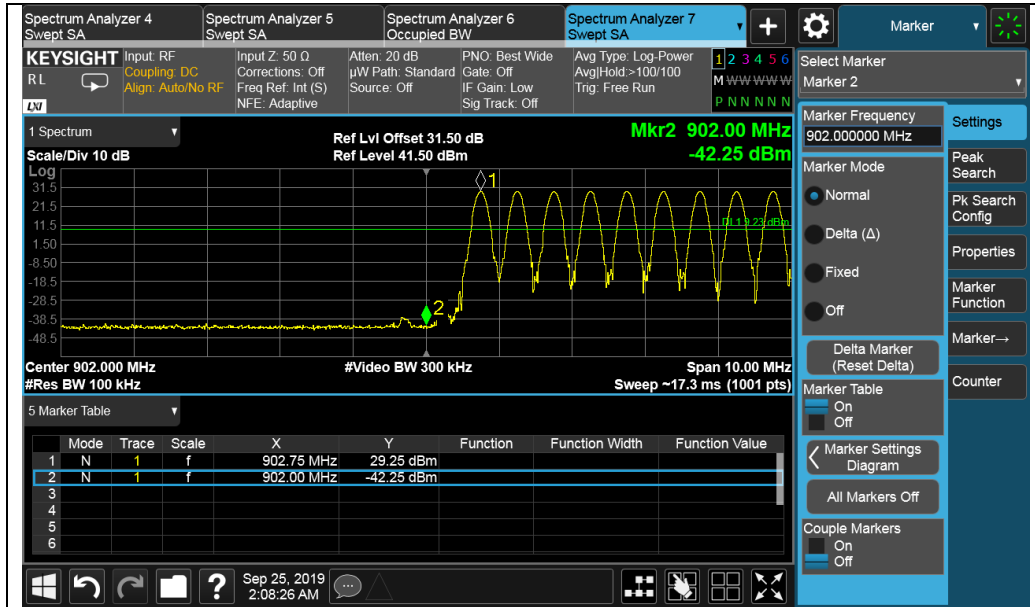 Spectrum Analyzer 4 Spectrum Analyzer 5 Spectrum Analyzer 6 Spectrum Analyzer 7 + Marker
Swept SA Swept SA Occupied BW Swept SA
KEYSIGHT Input: RF Input Z: 50 Ω Atten: 20 dB PNO: Best Wide Avg Type: Log-Power 1 2 3 4 5 6
RL Coupling: DC Corrections: Off µW Path: Standard Gate: Off Avg|Hold:>100/100 M W W W W W
Align: Auto/No RF Freq Ref: Int (S) Source: Off IF Gain: Low Trig: Free Run
LXI NFE: Adaptive Sig Track: Off P N N N N N
Select Marker
Marker 2
1 Spectrum Ref Lvl Offset 31.50 dB Mkr2 902.00 MHz
Scale/Div 10 dB Ref Level 41.50 dBm -42.25 dBm
Log
31.5
21.5
11.5
1.50
-8.50
-18.5
-28.5
-38.5
-48.5
1
2
DL1 9.23 dBm
Center 902.000 MHz #Video BW 300 kHz Span 10.00 MHz
#Res BW 100 kHz Sweep ~17.3 ms (1001 pts)
5 Marker Table
Mode Trace Scale X Y Function Function Width Function Value
1 N 1 f 902.75 MHz 29.25 dBm
2 N 1 f 902.00 MHz -42.25 dBm
3
4
5
6
Marker Frequency
902.000000 MHz
Marker Mode
Normal
Delta (Δ)
Fixed
Off
Delta Marker
(Reset Delta)
Marker Table
On
Off
Marker Settings
Diagram
All Markers Off
Couple Markers
On
Off
Settings
Peak
Search
Pk Search
Config
Properties
Marker
Function
Marker→
Counter
? Sep 25, 2019
2:08:26 AM